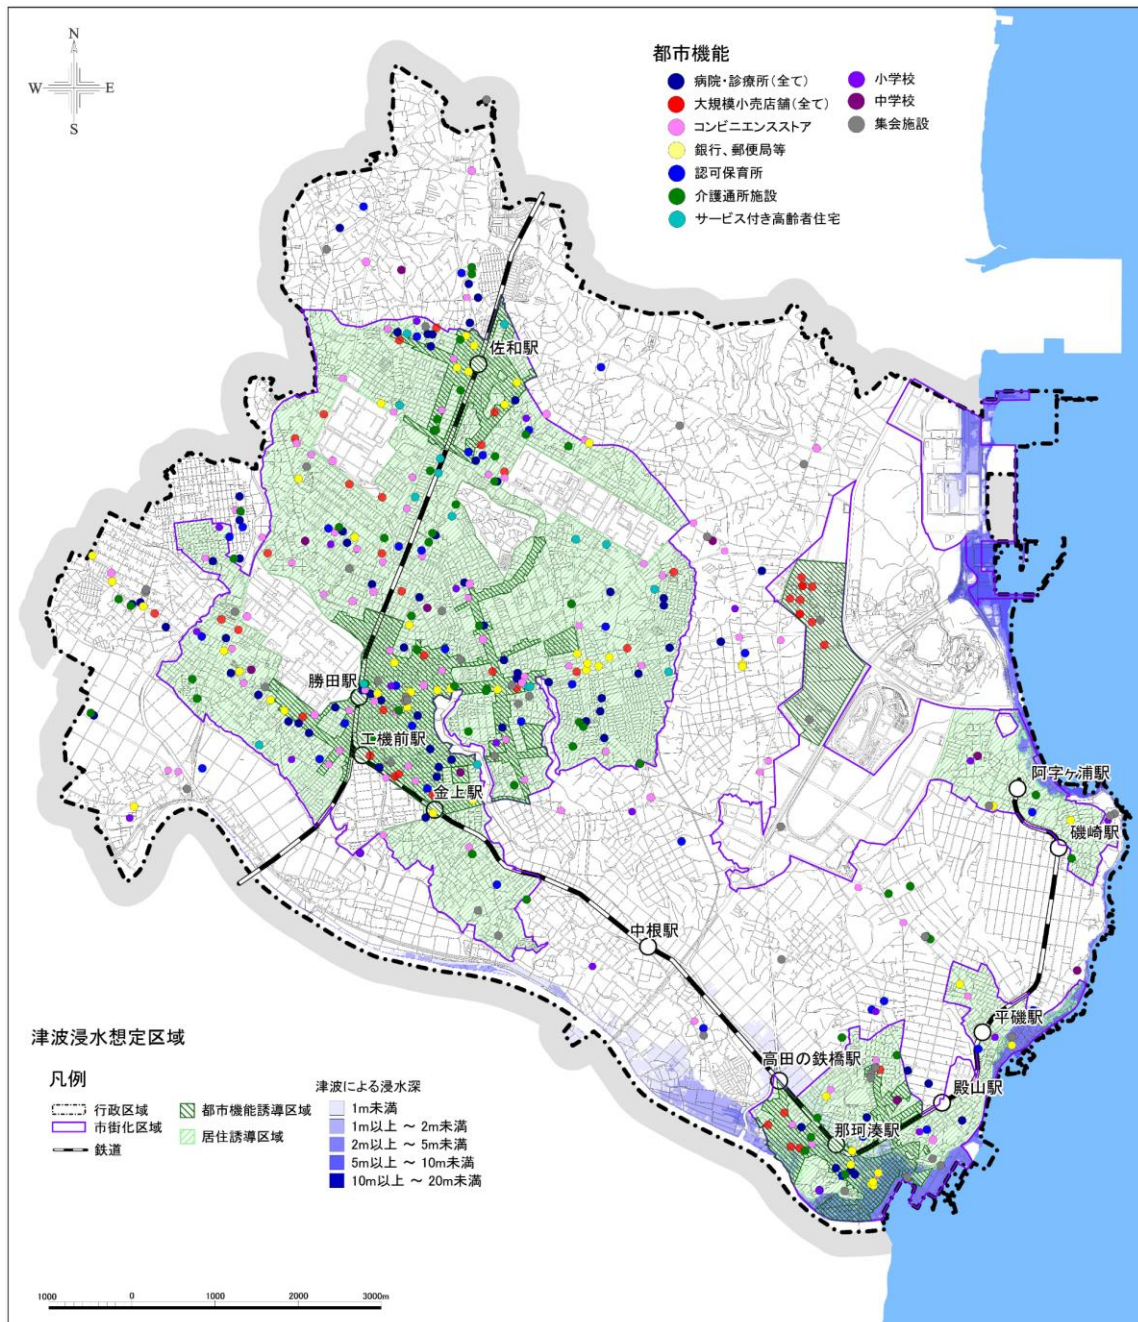 N
W E
S
都市機能
病院・診療所(全て)
大規模小売店舗(全て)
コンビニエンスストア
銀行、郵便局等
認可保育所
介護通所施設
サービス付き高齢者住宅
小学校
中学校
集会施設
佐和駅
勝田駅
工機前駅
金上駅
阿字ヶ浦駅
磯崎駅
中根駅
平磯駅
高田の鉄橋駅
殿山駅
那珂湊駅
津波浸水想定区域
凡例
行政区域
市街化区域
鉄道
都市機能誘導区域
居住誘導区域
津波による浸水深
1m未満
1m以上 ～ 2m未満
2m以上 ～ 5m未満
5m以上 ～ 10m未満
10m以上 ～ 20m未満
1000 0 1000 2000 3000m